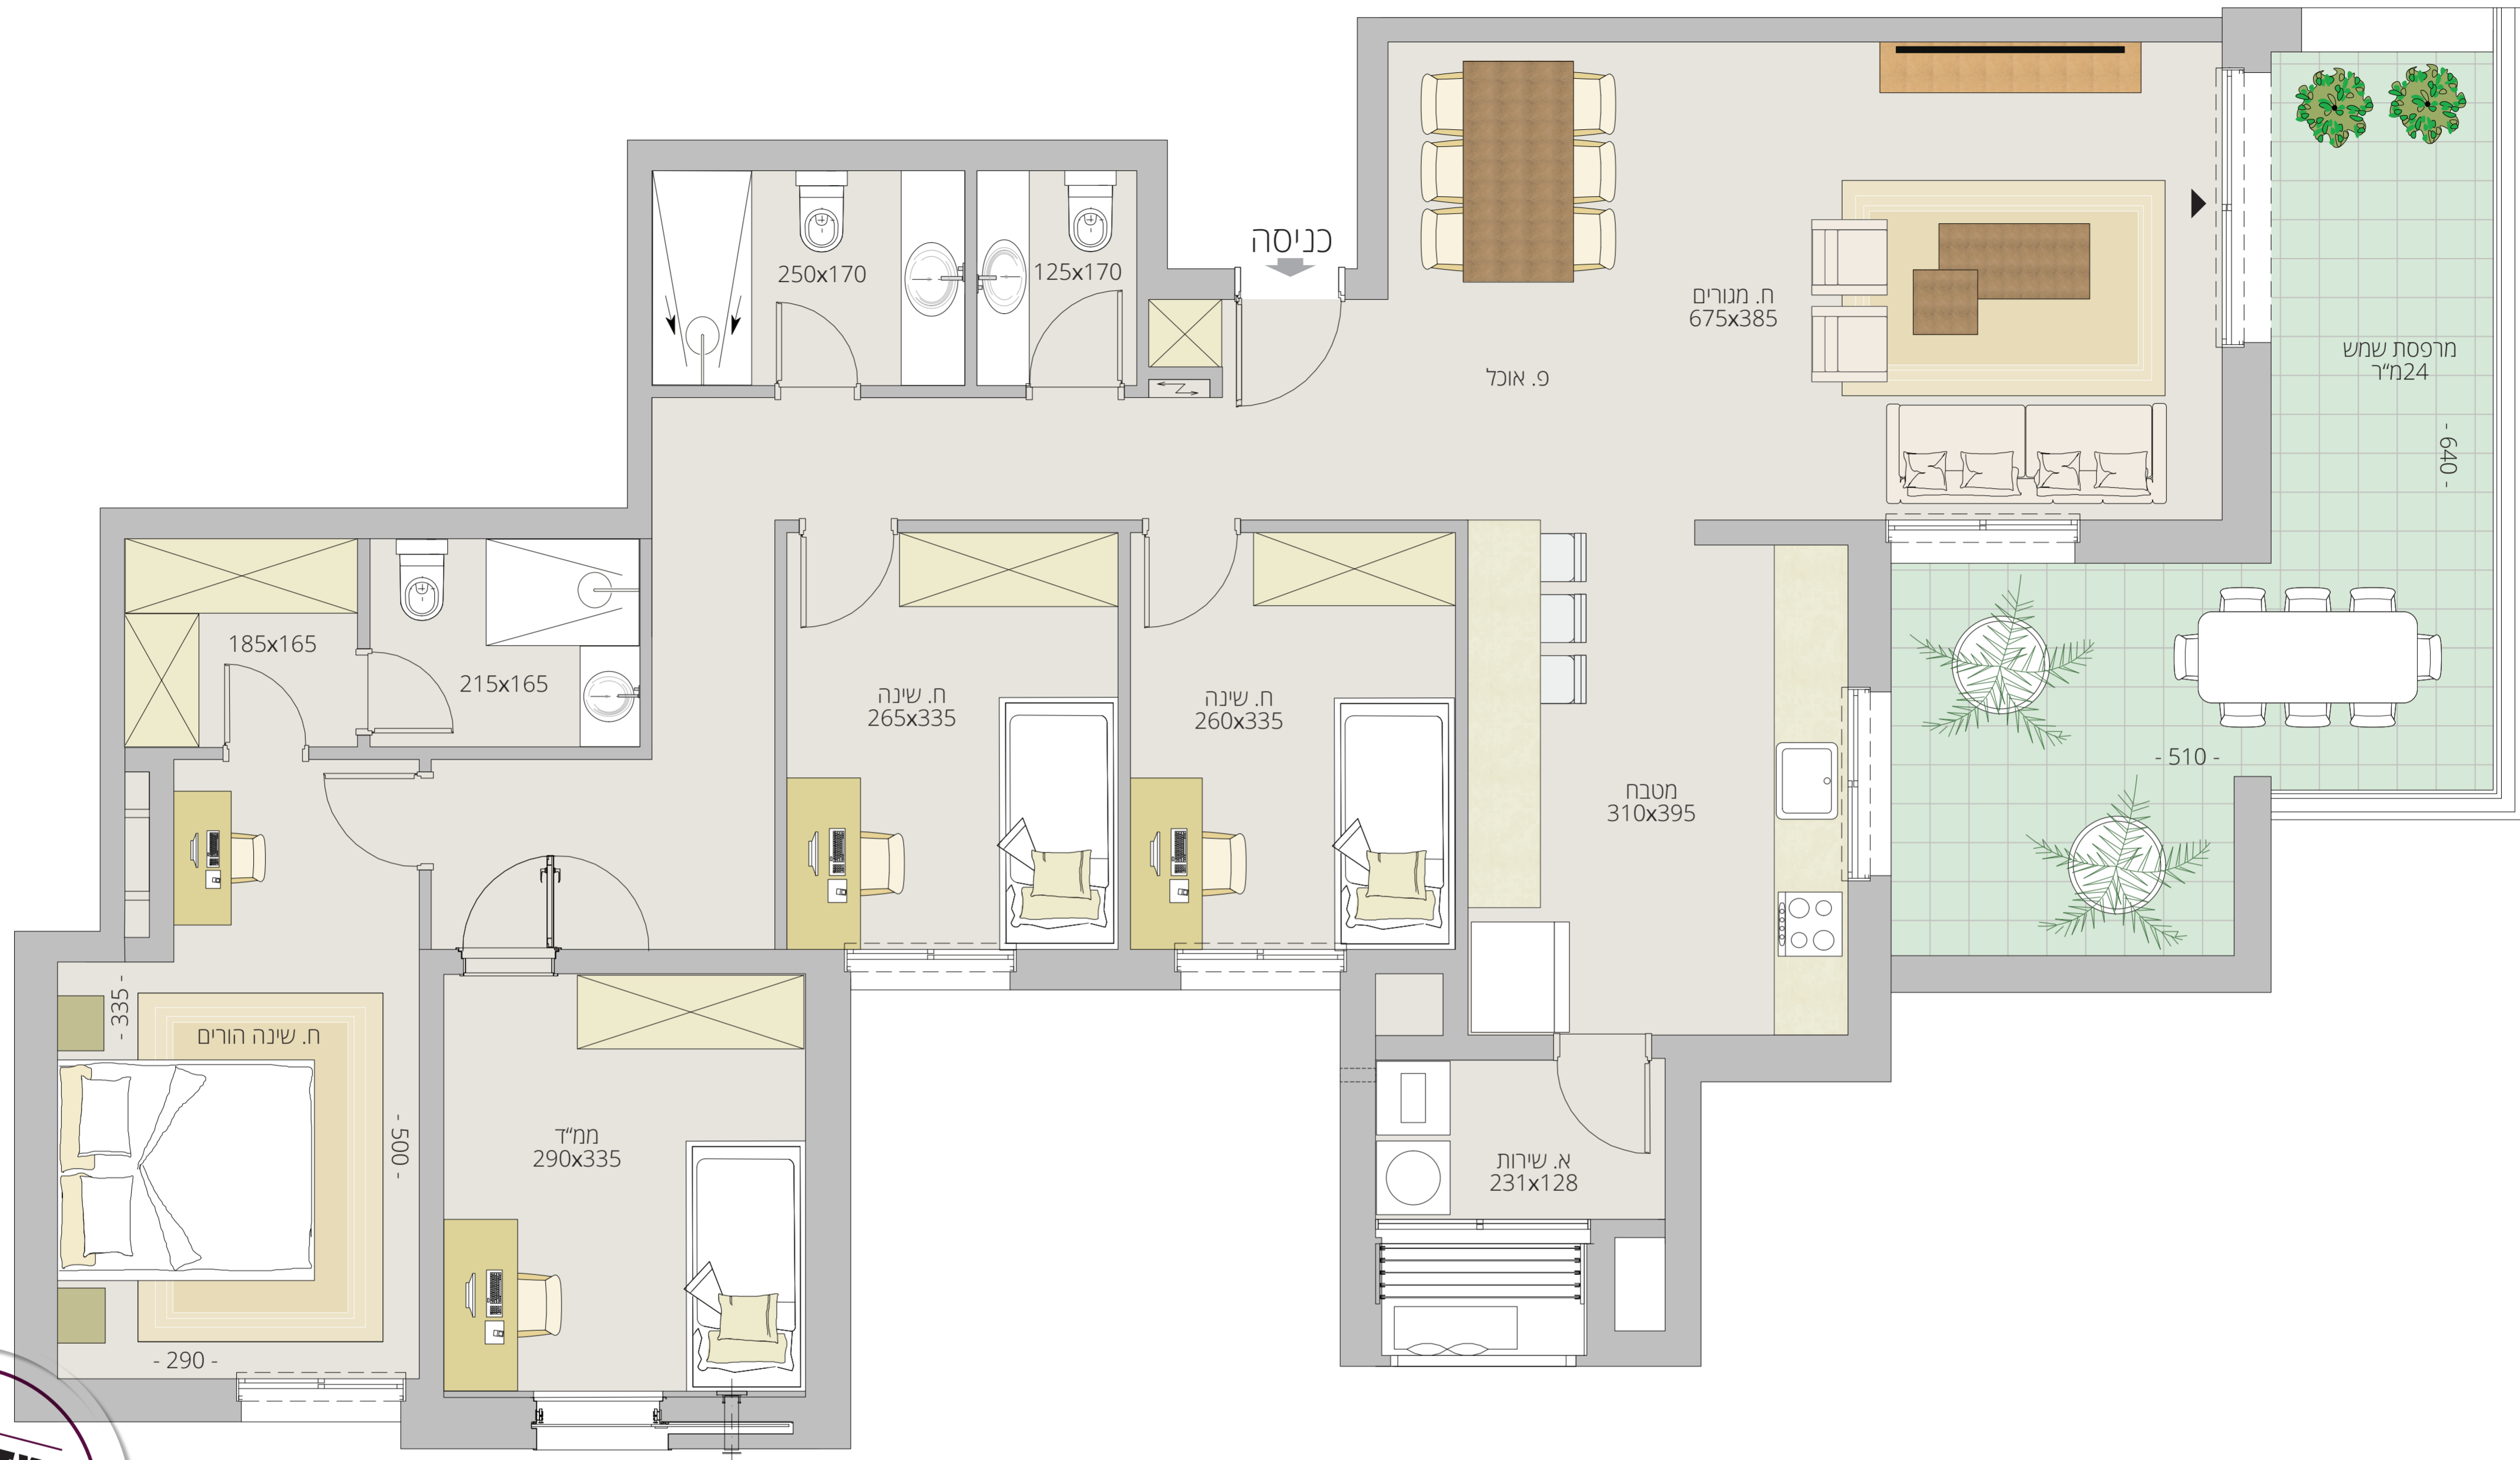 כניסה
250x170
125x170
ח. מגורים
675x385
פ. אוכל
מרפסת שמש
24מ״ר
- 640 -
185x165
215x165
ח. שינה
265x335
ח. שינה
260x335
מטבח
310x395
- 510 -
- 335 -
ח. שינה הורים
- 500 -
- 290 -
ממ״ד
290x335
א. שירות
231x128